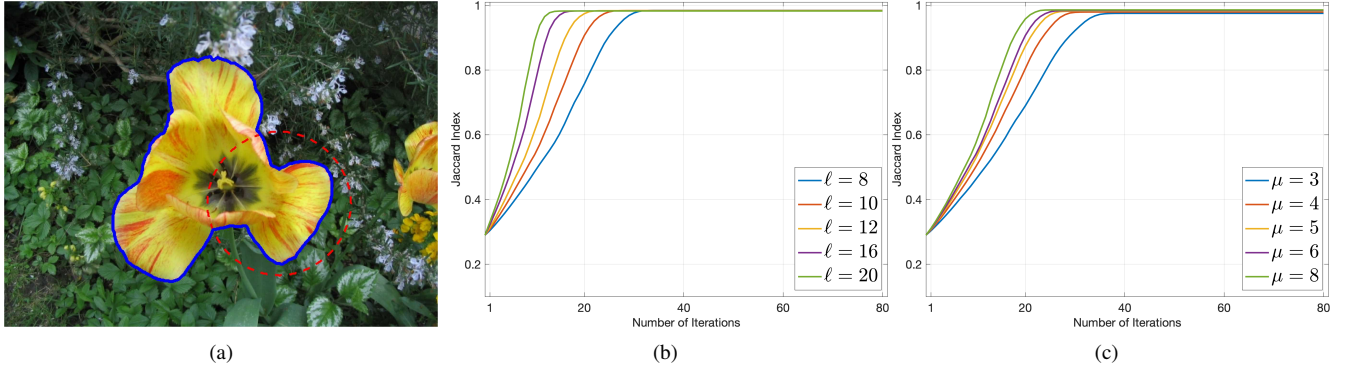 1
0.8
0.6
0.4
0.2
Jaccard Index
1 20 40 60 80
Number of Iterations
ℓ = 8
ℓ = 10
ℓ = 12
ℓ = 16
ℓ = 20
1
0.8
0.6
0.4
0.2
Jaccard Index
1 20 40 60 80
Number of Iterations
μ = 3
μ = 4
μ = 5
μ = 6
μ = 8
(a) (b) (c)